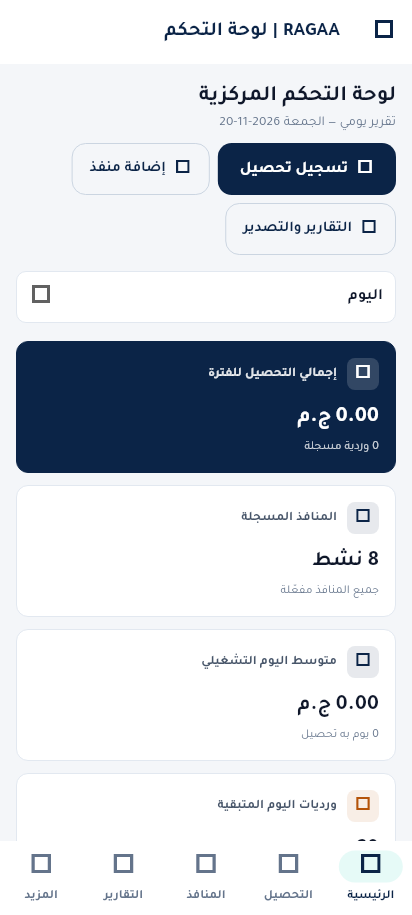 RAGAA | لوحة التحكم
لوحة التحكم المركزية
تقرير يومي — الجمعة 2026-11-20
تسجيل تحصيل
إضافة منفذ
التقارير والتصدير
اليوم
إجمالي التحصيل للفترة
0.00 ج.م
0 وردية مسجلة
المنافذ المسجلة
8 نشط
جميع المنافذ مفعّلة
متوسط اليوم التشغيلي
0.00 ج.م
0 يوم به تحصيل
ورديات اليوم المتبقية
الرئيسية
التحصيل
المنافذ
التقارير
المزيد